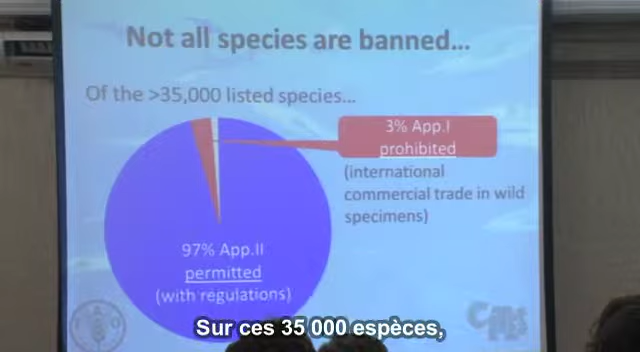 Not all species are banned...
Of the >35,000 listed species...
3% App.I
prohibited
(international
commercial trade in wild
specimens)
97% App.II
permitted
(with regulations)
Sur ces 35 000 espèces,